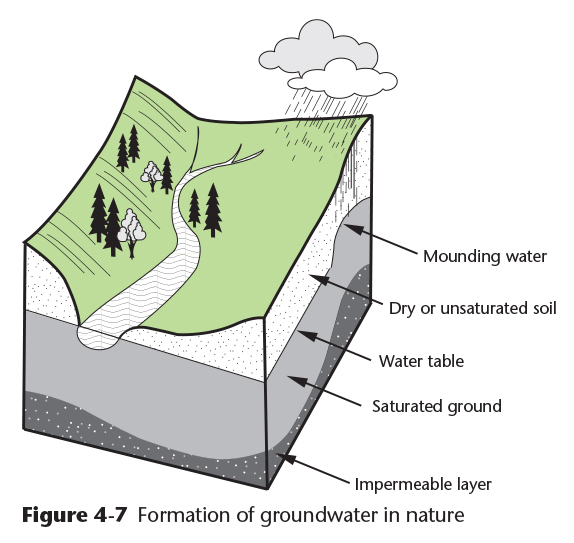 Mounding water
Dry or unsaturated soil
Water table
Saturated ground
Impermeable layer
Figure 4-7 Formation of groundwater in nature